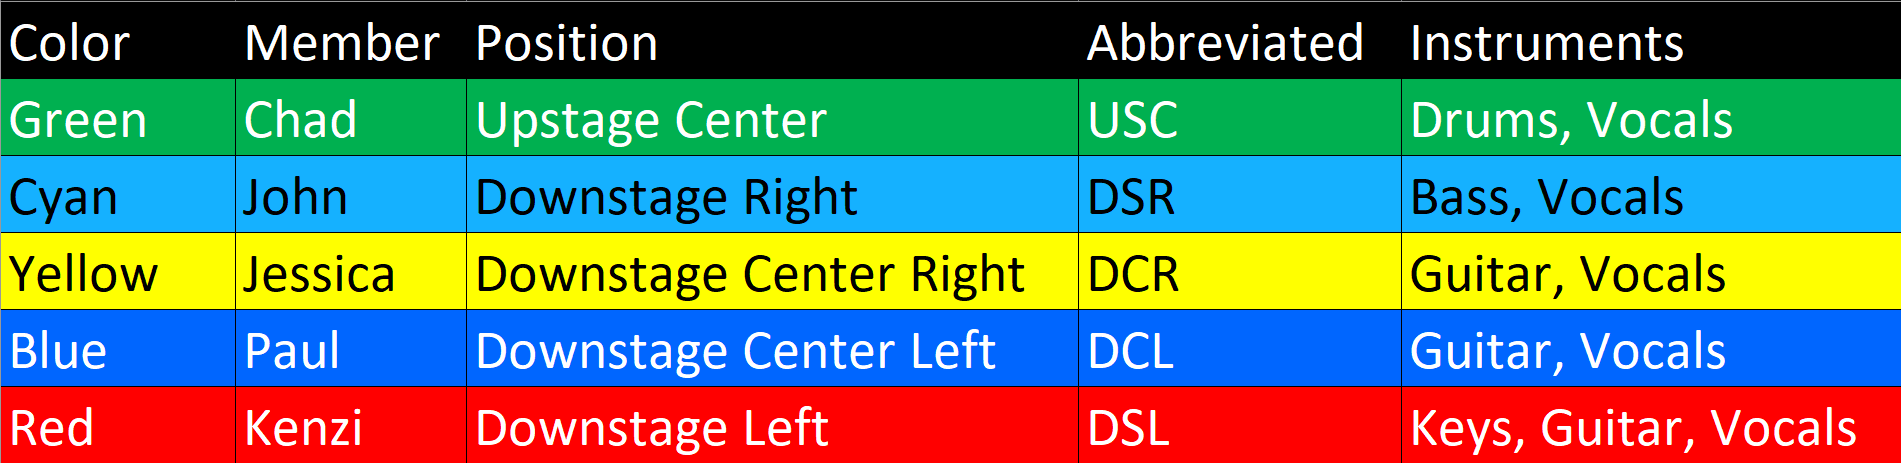 Color Member Position Abbreviated Instruments
Green Chad Upstage Center USC Drums, Vocals
Cyan John Downstage Right DSR Bass, Vocals
Yellow Jessica Downstage Center Right DCR Guitar, Vocals
Blue Paul Downstage Center Left DCL Guitar, Vocals
Red Kenzi Downstage Left DSL Keys, Guitar, Vocals